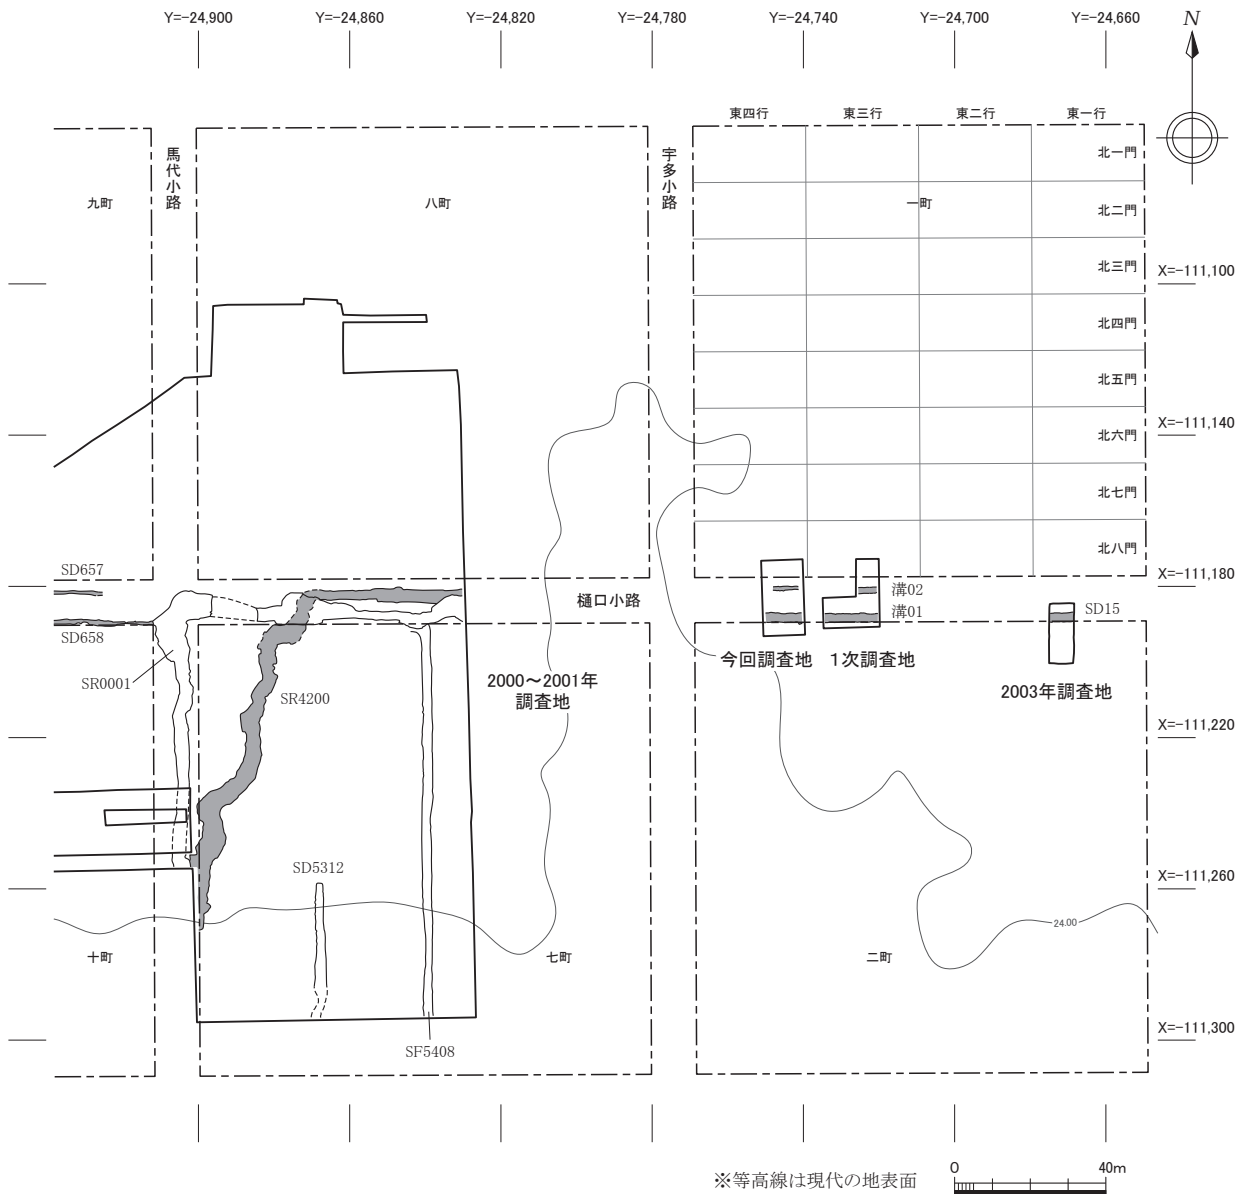 Y=−24,900
Y=−24,860
Y=−24,820
Y=−24,780
Y=−24,740
Y=−24,700
Y=−24,660
N
東四行
東三行
東二行
東一行
馬代小路
宇多小路
九町
八町
一町
北一門
北二門
北三門
北四門
北五門
北六門
北七門
北八門
X=−111,100
X=−111,140
X=−111,180
X=−111,220
X=−111,260
X=−111,300
SD657
SD658
樋口小路
溝02
溝01
SD15
今回調査地
1次調査地
2003年調査地
SR0001
SR4200
2000〜2001年
調査地
SD5312
24.00
十町
七町
二町
SF5408
※等高線は現代の地表面
0
40m